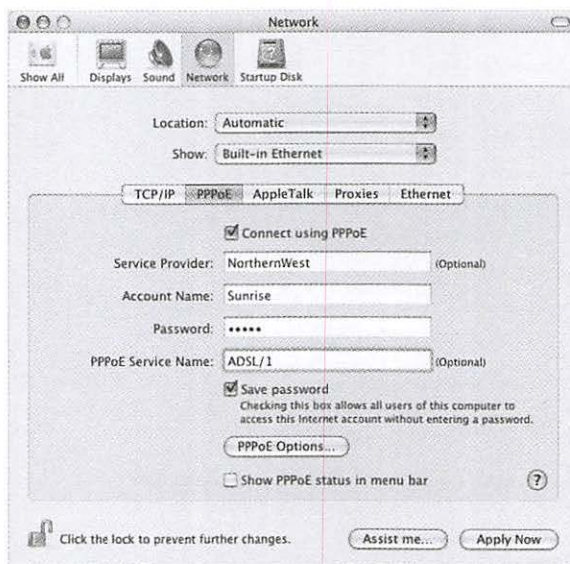 Network
Show All Displays Sound Network Startup Disk
Location: Automatic
Show: Built-in Ethernet
TCP/IP PPPoE AppleTalk Proxies Ethernet
Connect using PPPoE
Service Provider: NorthernWest (Optional)
Account Name: Sunrise
Password: •••••
PPPoE Service Name: ADSL/1 (Optional)
Save password
Checking this box allows all users of this computer to
access this Internet account without entering a password.
PPPoE Options...
Show PPPoE status in menu bar ?
Click the lock to prevent further changes. Assist me... Apply Now